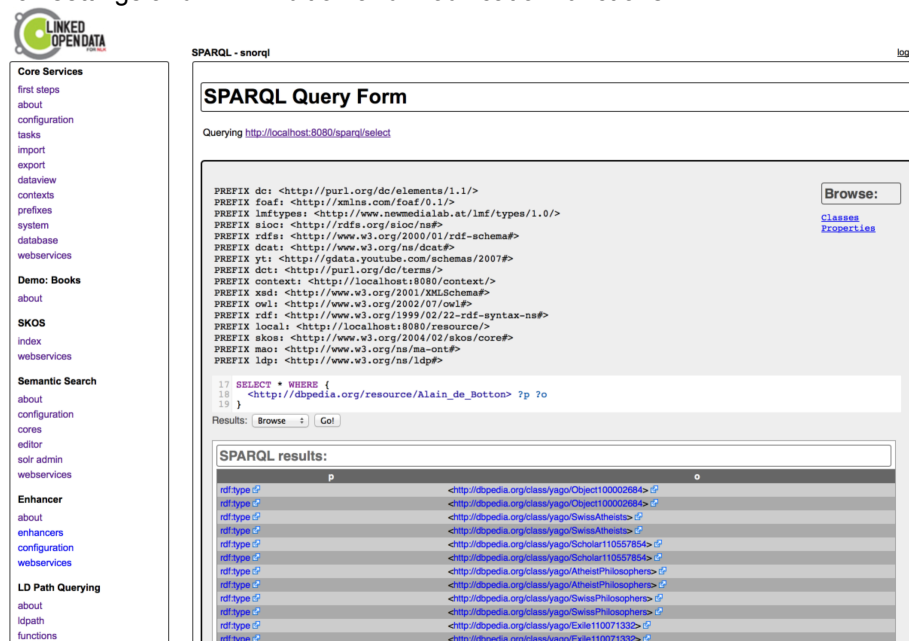 LINKED
OPEN DATA
SPARQL - snorql
log
Core Services
first steps
about
configuration
tasks
import
export
dataview
contexts
prefixes
system
database
webservices
Demo: Books
about
SKOS
index
webservices
Semantic Search
about
configuration
cores
editor
solr admin
webservices
Enhancer
about
enhancers
configuration
webservices
LD Path Querying
about
ldpath
functions
SPARQL Query Form
Querying http://localhost:8080/sparql/select
PREFIX dc: <http://purl.org/dc/elements/1.1/>
PREFIX foaf: <http://xmlns.com/foaf/0.1/>
PREFIX lmftypes: <http://www.newmedialab.at/lmf/types/1.0/>
PREFIX sioc: <http://rdfs.org/sioc/ns#>
PREFIX rdfs: <http://www.w3.org/2000/01/rdf-schema#>
PREFIX dcat: <http://www.w3.org/ns/dcat#>
PREFIX yt: <http://gdata.youtube.com/schemas/2007#>
PREFIX dct: <http://purl.org/dc/terms/>
PREFIX context: <http://localhost:8080/context/>
PREFIX xsd: <http://www.w3.org/2001/XMLSchema#>
PREFIX owl: <http://www.w3.org/2002/07/owl#>
PREFIX rdf: <http://www.w3.org/1999/02/22-rdf-syntax-ns#>
PREFIX local: <http://localhost:8080/resource/>
PREFIX skos: <http://www.w3.org/2004/02/skos/core#>
PREFIX mao: <http://www.w3.org/ns/ma-ont#>
PREFIX ldp: <http://www.w3.org/ns/ldp#>
Browse:
Classes
Properties
17 SELECT * WHERE {
18 <http://dbpedia.org/resource/Alain_de_Botton> ?p ?o
19 }
Results: Browse Go!
SPARQL results:
p o
rdf:type <http://dbpedia.org/class/yago/Object100002684>
rdf:type <http://dbpedia.org/class/yago/Object100002684>
rdf:type <http://dbpedia.org/class/yago/SwissAtheists>
rdf:type <http://dbpedia.org/class/yago/SwissAtheists>
rdf:type <http://dbpedia.org/class/yago/Scholar110557854>
rdf:type <http://dbpedia.org/class/yago/Scholar110557854>
rdf:type <http://dbpedia.org/class/yago/AtheistPhilosophers>
rdf:type <http://dbpedia.org/class/yago/AtheistPhilosophers>
rdf:type <http://dbpedia.org/class/yago/SwissPhilosophers>
rdf:type <http://dbpedia.org/class/yago/SwissPhilosophers>
rdf:type <http://dbpedia.org/class/yago/Exile110071332>
rdf:type <http://dbpedia.org/class/yago/Exile110071332>